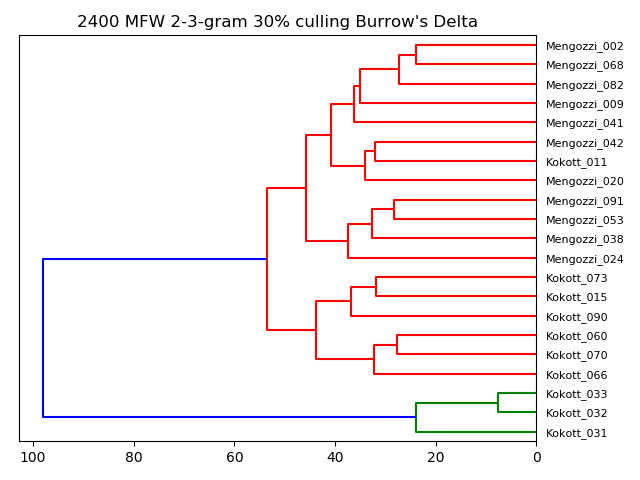 2400 MFW 2-3-gram 30% culling Burrow's Delta
Mengozzi_002
Mengozzi_068
Mengozzi_082
Mengozzi_009
Mengozzi_041
Mengozzi_042
Kokott_011
Mengozzi_020
Mengozzi_091
Mengozzi_053
Mengozzi_038
Mengozzi_024
Kokott_073
Kokott_015
Kokott_090
Kokott_060
Kokott_070
Kokott_066
Kokott_033
Kokott_032
Kokott_031
100 80 60 40 20 0